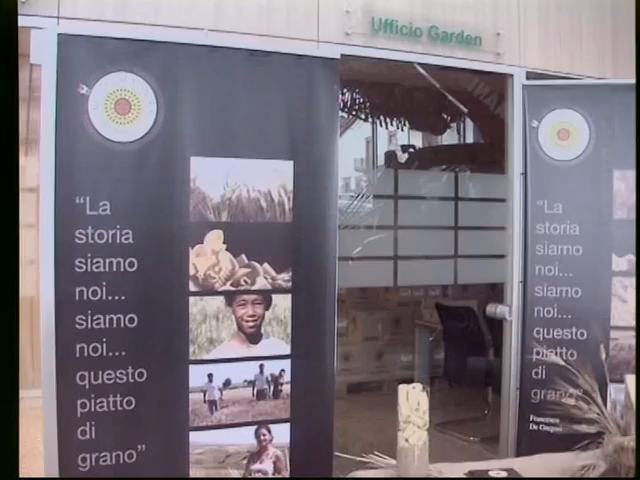 Ufficio Garden
"La
storia
siamo
noi...
siamo
noi...
questo
piatto
di
grano"
"La
storia
siamo
noi...
siamo
noi...
questo
piatto
di
grano"
Francesco
De Gregori